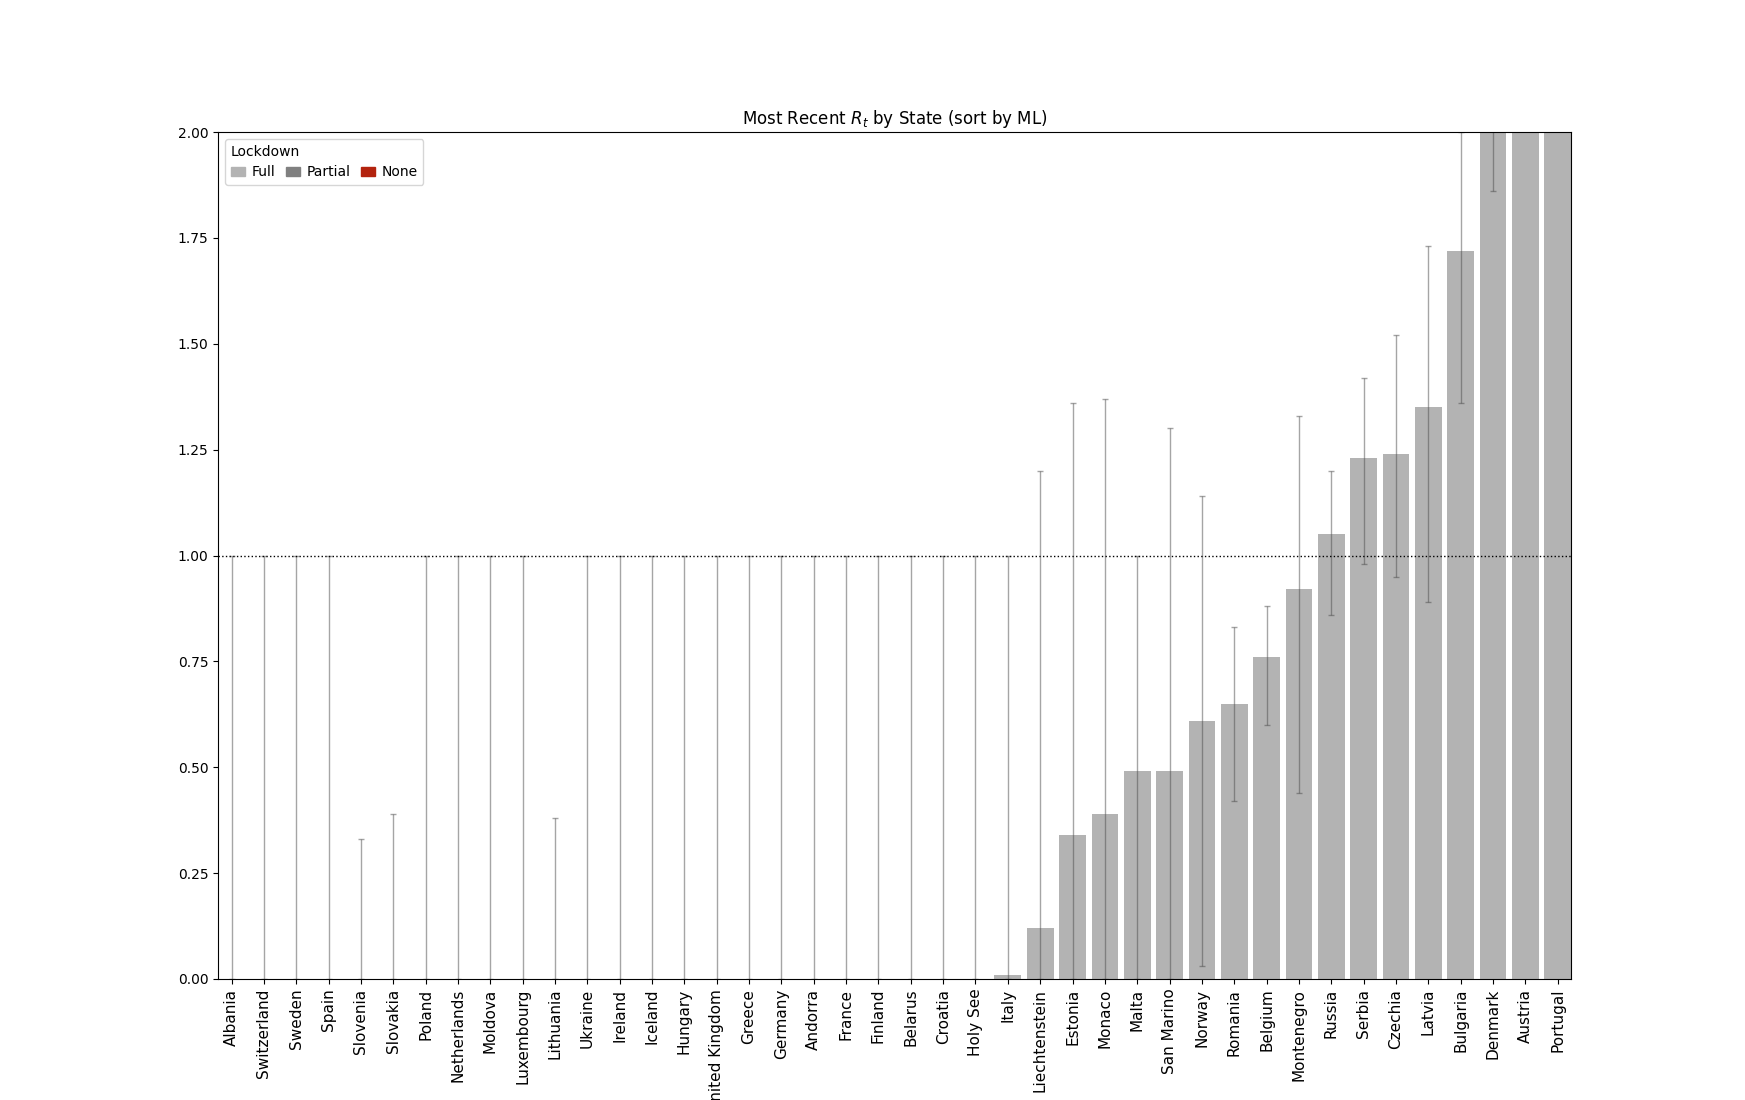 Most Recent Rt by State (sort by ML)
2.00
Lockdown
Full Partial None
1.75
1.50
1.25
1.00
0.75
0.50
0.25
0.00
Albania
Switzerland
Sweden
Spain
Slovenia
Slovakia
Poland
Netherlands
Moldova
Luxembourg
Lithuania
Ukraine
Ireland
Iceland
Hungary
nited Kingdom
Greece
Germany
Andorra
France
Finland
Belarus
Croatia
Holy See
Italy
Liechtenstein
Estonia
Monaco
Malta
San Marino
Norway
Romania
Belgium
Montenegro
Russia
Serbia
Czechia
Latvia
Bulgaria
Denmark
Austria
Portugal